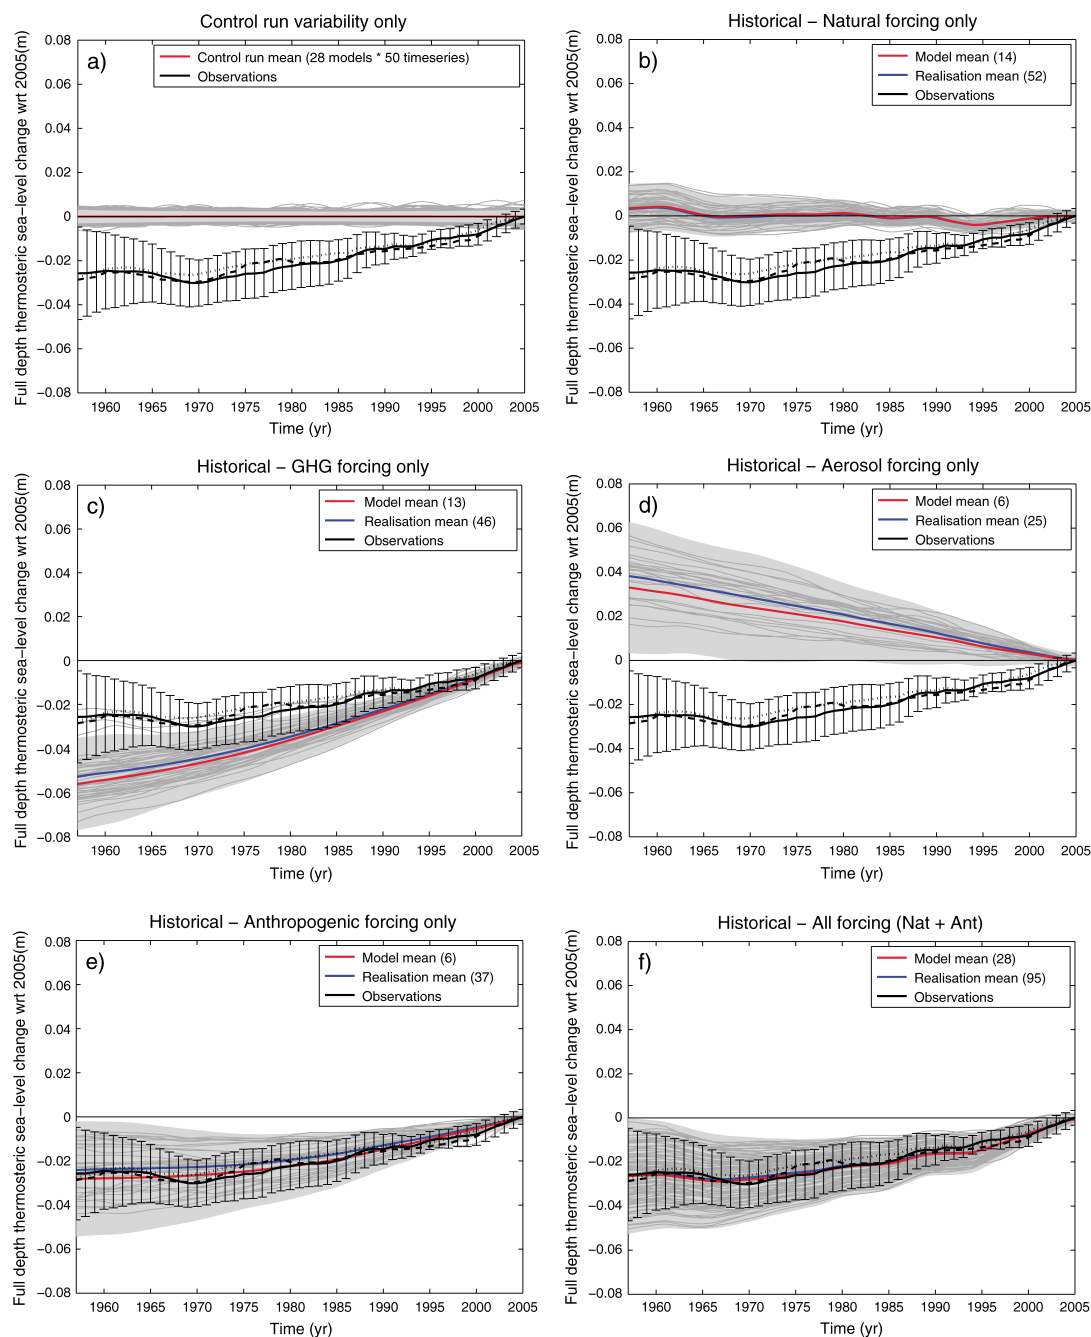 Control run variability only
a)
Control run mean (28 models * 50 timeseries)
Observations
Full depth thermosteric sea-level change wrt 2005(m)
0.08
0.06
0.04
0.02
0
−0.02
−0.04
−0.06
−0.08
1960 1965 1970 1975 1980 1985 1990 1995 2000 2005
Time (yr)
Historical − Natural forcing only
b)
Model mean (14)
Realisation mean (52)
Observations
Full depth thermosteric sea-level change wrt 2005(m)
0.08
0.06
0.04
0.02
0
−0.02
−0.04
−0.06
−0.08
1960 1965 1970 1975 1980 1985 1990 1995 2000 2005
Time (yr)
Historical − GHG forcing only
c)
Model mean (13)
Realisation mean (46)
Observations
Full depth thermosteric sea-level change wrt 2005(m)
0.08
0.06
0.04
0.02
0
−0.02
−0.04
−0.06
−0.08
1960 1965 1970 1975 1980 1985 1990 1995 2000 2005
Time (yr)
Historical − Aerosol forcing only
d)
Model mean (6)
Realisation mean (25)
Observations
Full depth thermosteric sea-level change wrt 2005(m)
0.08
0.06
0.04
0.02
0
−0.02
−0.04
−0.06
−0.08
1960 1965 1970 1975 1980 1985 1990 1995 2000 2005
Time (yr)
Historical − Anthropogenic forcing only
e)
Model mean (6)
Realisation mean (37)
Observations
Full depth thermosteric sea-level change wrt 2005(m)
0.08
0.06
0.04
0.02
0
−0.02
−0.04
−0.06
−0.08
1960 1965 1970 1975 1980 1985 1990 1995 2000 2005
Time (yr)
Historical − All forcing (Nat + Ant)
f)
Model mean (28)
Realisation mean (95)
Observations
Full depth thermosteric sea-level change wrt 2005(m)
0.08
0.06
0.04
0.02
0
−0.02
−0.04
−0.06
−0.08
1960 1965 1970 1975 1980 1985 1990 1995 2000 2005
Time (yr)